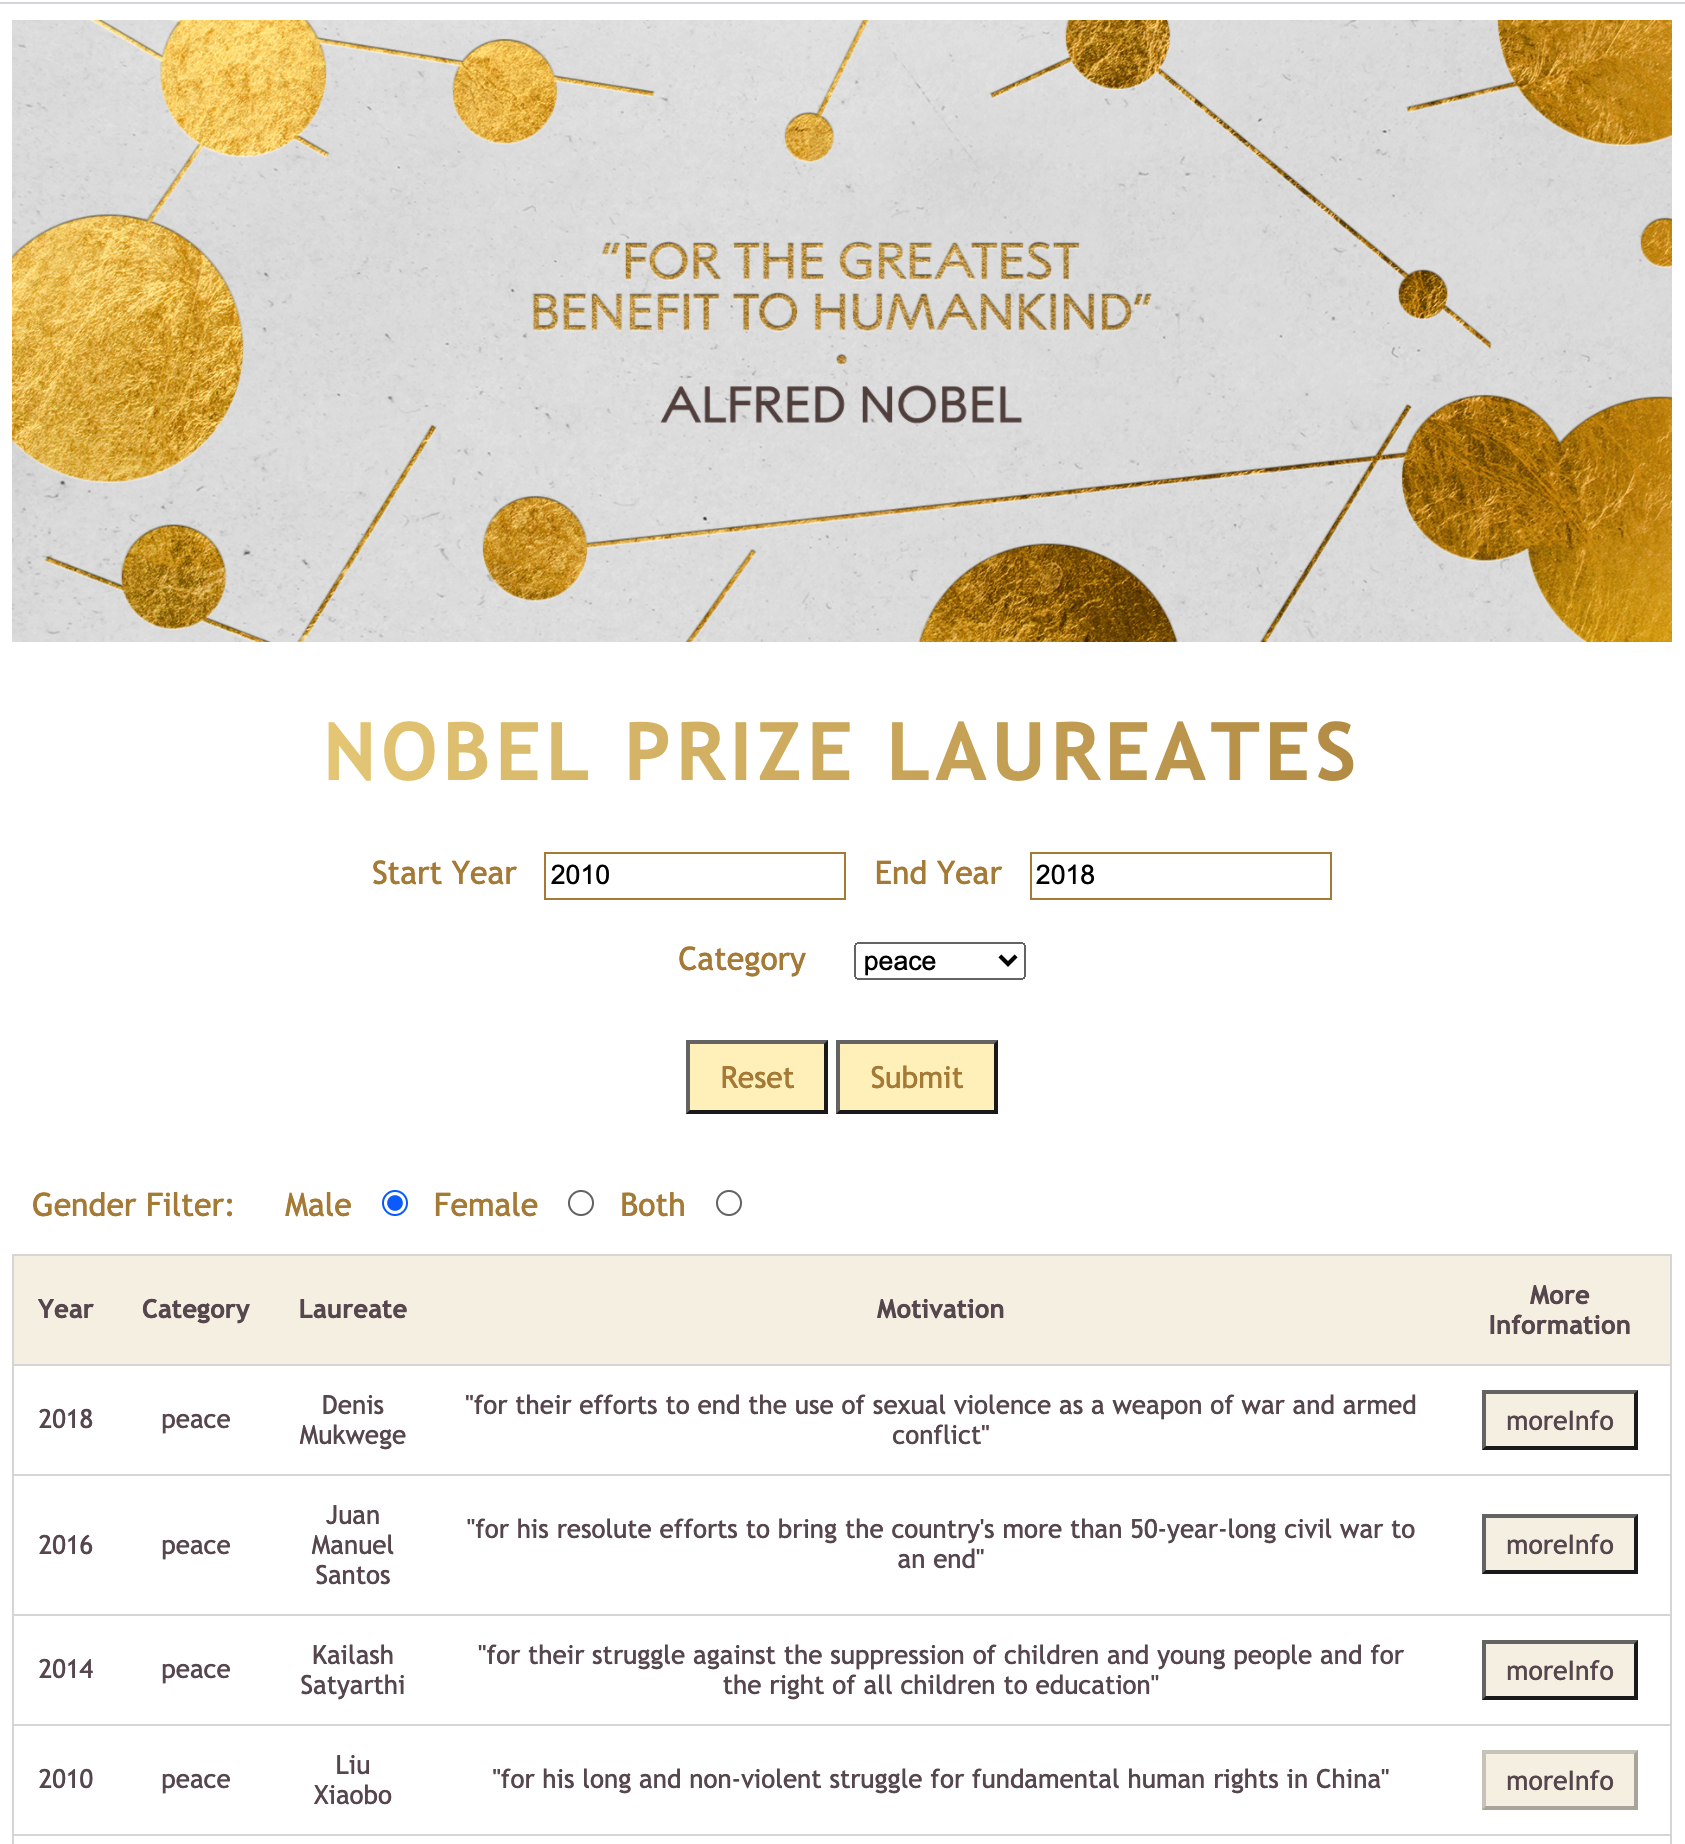 “FOR THE GREATEST
BENEFIT TO HUMANKIND”
ALFRED NOBEL
NOBEL PRIZE LAUREATES
Start Year 2010 End Year 2018
Category peace
Reset Submit
Gender Filter: Male Female Both
Year Category Laureate Motivation More Information
2018 peace Denis Mukwege "for their efforts to end the use of sexual violence as a weapon of war and armed conflict" moreInfo
2016 peace Juan Manuel Santos "for his resolute efforts to bring the country's more than 50-year-long civil war to an end" moreInfo
2014 peace Kailash Satyarthi "for their struggle against the suppression of children and young people and for the right of all children to education" moreInfo
2010 peace Liu Xiaobo "for his long and non-violent struggle for fundamental human rights in China" moreInfo